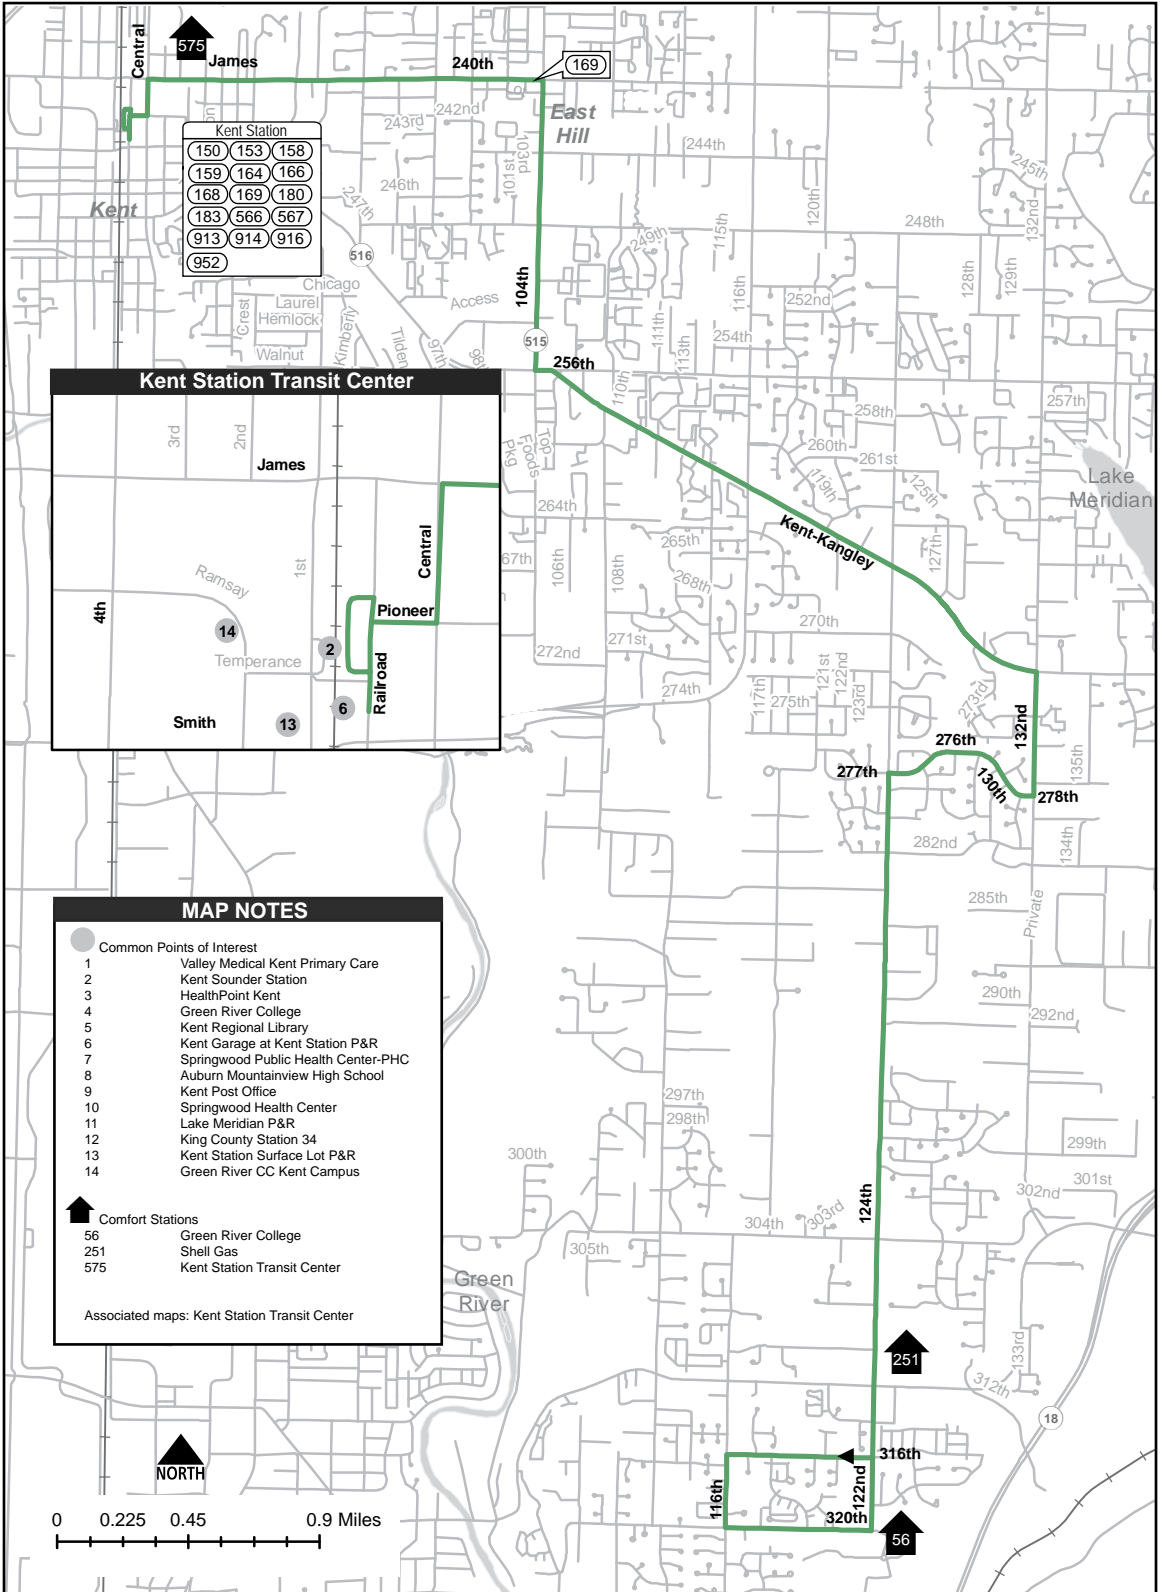 Central
575
James
240th
169
East
Hill
242nd
243rd
103rd
101st
244th
245th
Kent Station
150 153 158
159 164 166
168 169 180
183 566 567
913 914 916
952
Kent
246th
247th
120th
132nd
115th
248th
249th
516
Chicago
Laurel
Hemlock
Crest
Kimberly
Walnut
Tilden
97th
98th
Access
104th
116th
128th
129th
252nd
111th
113th
254th
515
256th
110th
257th
258th
260th
261st
119th
125th
Lake
Meridian
Top
Foods
Pkg
264th
265th
67th
106th
108th
268th
127th
Kent-Kangley
270th
271st
272nd
274th
117th
275th
121st
122nd
123rd
273rd
132nd
135th
276th
277th
130th
278th
282nd
134th
285th
Private
290th
292nd
297th
298th
299th
300th
301st
302nd
303rd
304th
305th
124th
Green
River
251
133rd
312th
18
316th
116th
122nd
320th
56
Kent Station Transit Center
3rd
2nd
James
Central
1st
Ramsay
4th
14
Pioneer
2
Temperance
Railroad
6
Smith
13
MAP NOTES
Common Points of Interest
1 Valley Medical Kent Primary Care
2 Kent Sounder Station
3 HealthPoint Kent
4 Green River College
5 Kent Regional Library
6 Kent Garage at Kent Station P&R
7 Springwood Public Health Center-PHC
8 Auburn Mountainview High School
9 Kent Post Office
10 Springwood Health Center
11 Lake Meridian P&R
12 King County Station 34
13 Kent Station Surface Lot P&R
14 Green River CC Kent Campus
Comfort Stations
56 Green River College
251 Shell Gas
575 Kent Station Transit Center
Associated maps: Kent Station Transit Center
NORTH
0 0.225 0.45 0.9 Miles